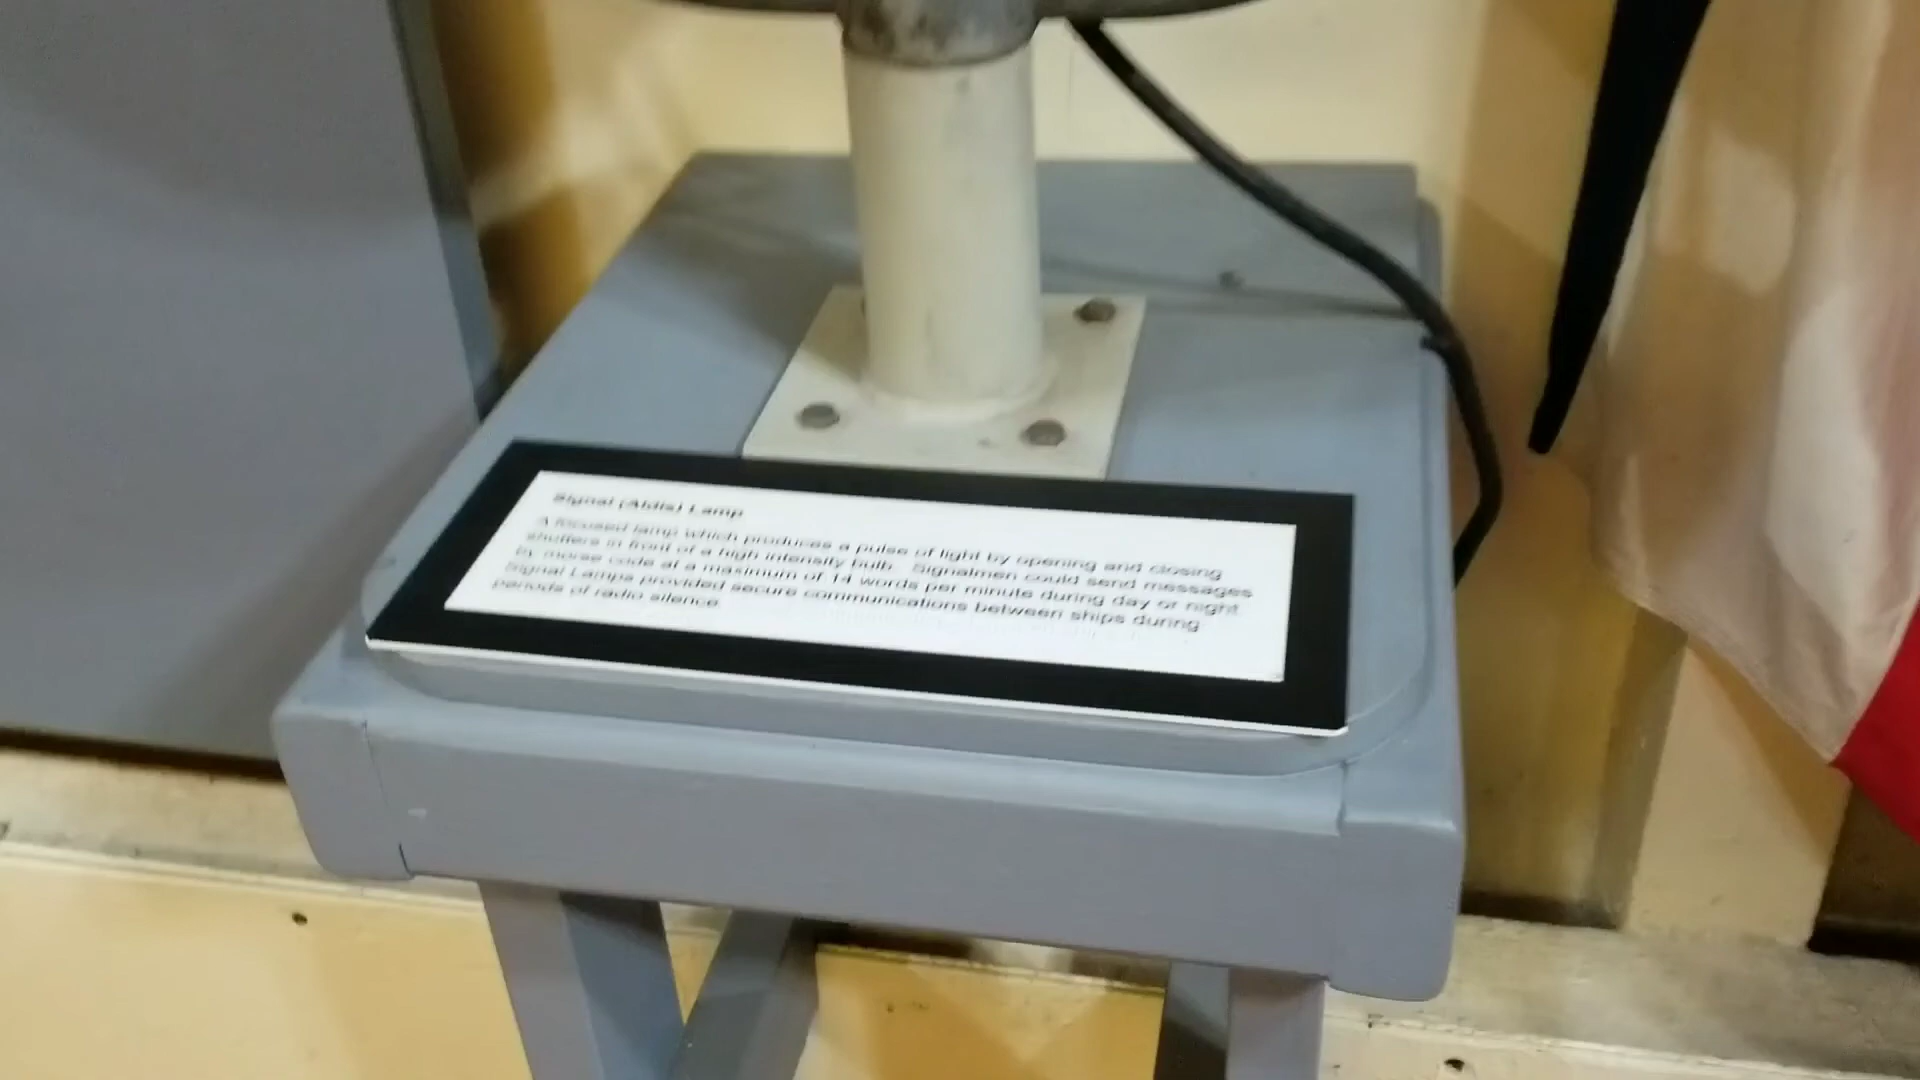 Signal (Aldis) Lamp
A focused lamp which produces a pulse of light by opening and closing
shutters in front of a high intensity bulb. Signalmen could send messages
by morse code at a maximum of 14 words per minute during day or night
Signal Lamps provided secure communications between ships during
periods of radio silence